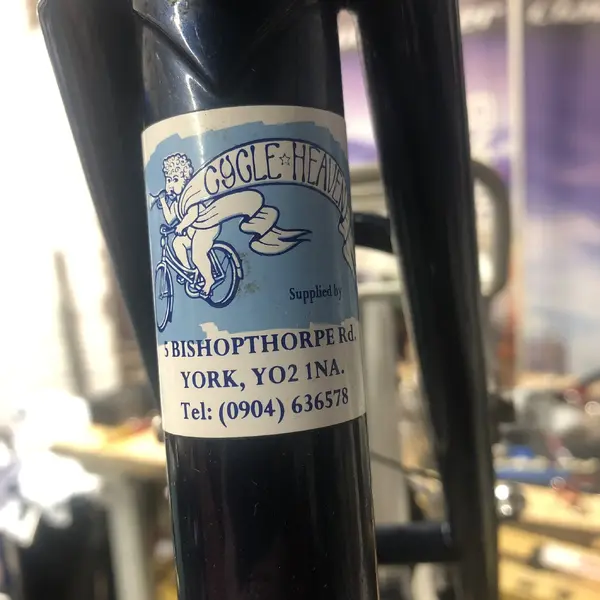 CYCLE☆HEAVEN
Supplied by
BISHOPTHORPE Rd.
YORK, YO2 1NA.
Tel: (0904) 636578